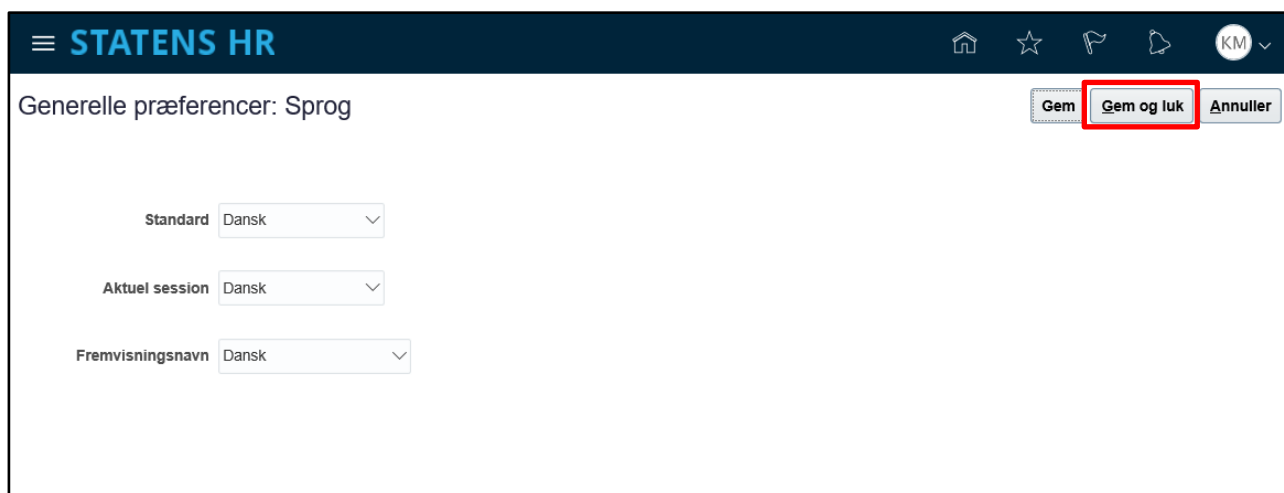 STATENS HR
KM
Generelle præferencer: Sprog
Gem Gem og luk Annuller
Standard Dansk
Aktuel session Dansk
Fremvisningsnavn Dansk